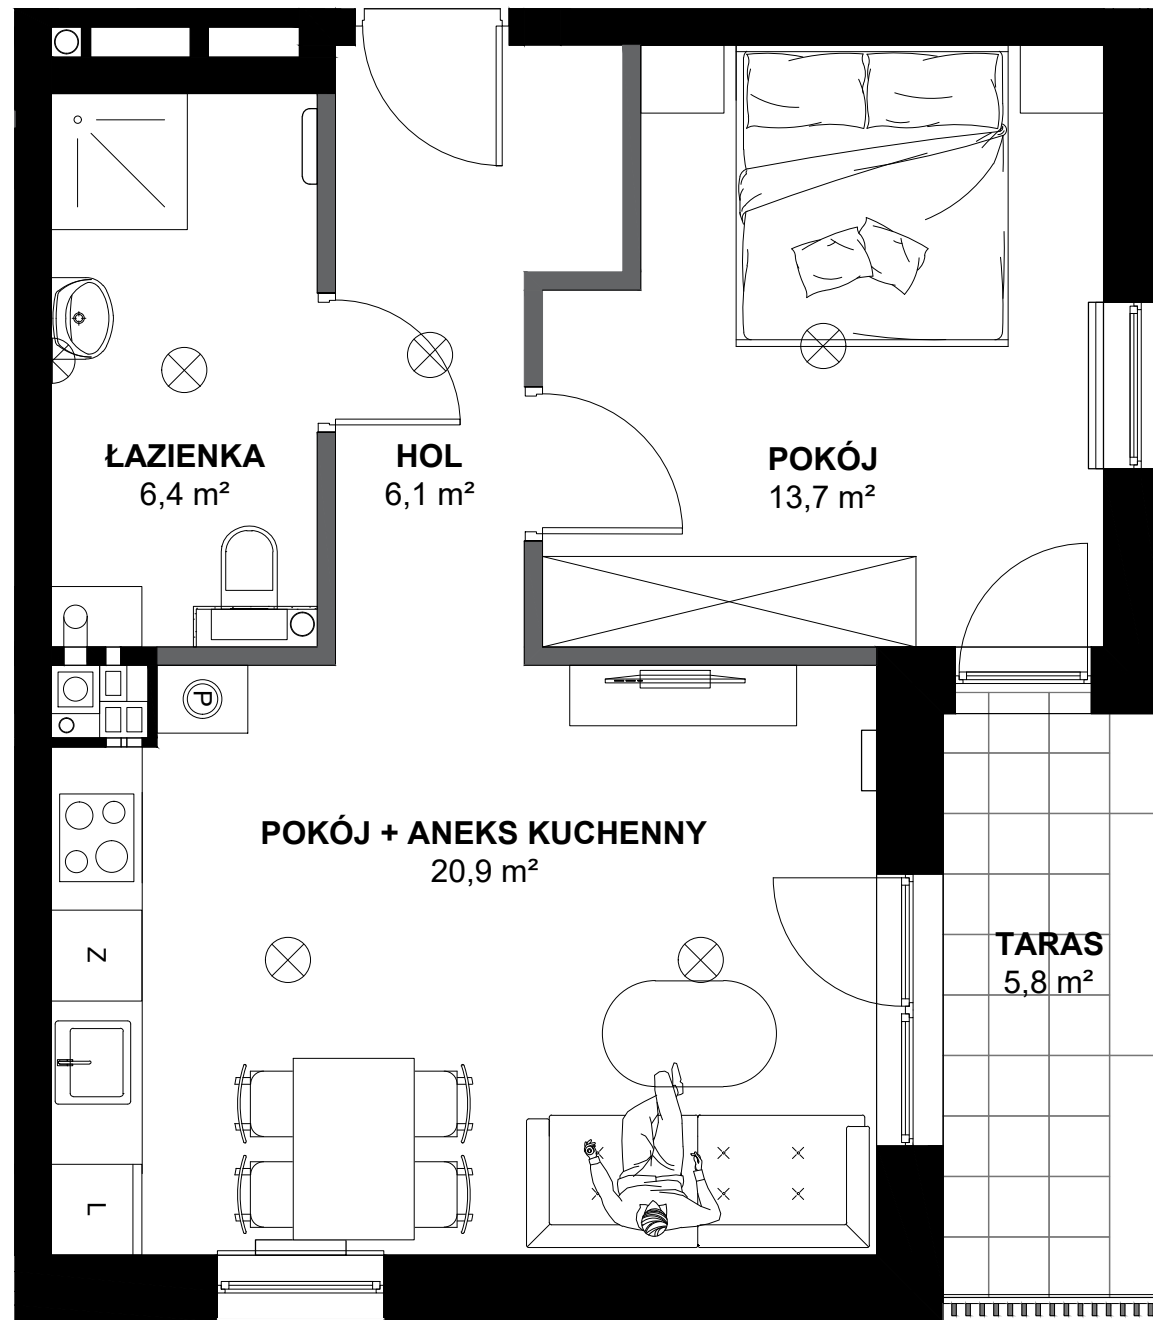 ŁAZIENKA
6,4 m²
HOL
6,1 m²
POKÓJ
13,7 m²
P
POKÓJ + ANEKS KUCHENNY
20,9 m²
Z
TARAS
5,8 m²
L